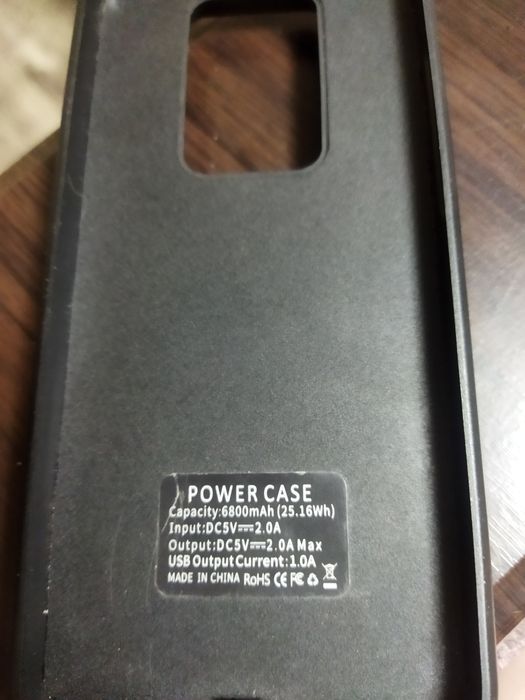 POWER CASE
Capacity:6800mAh (25.16Wh)
Input:DC5V⎓2.0A
Output:DC5V⎓2.0A Max
USB Output Current:1.0A
MADE IN CHINA RoHS CE FC